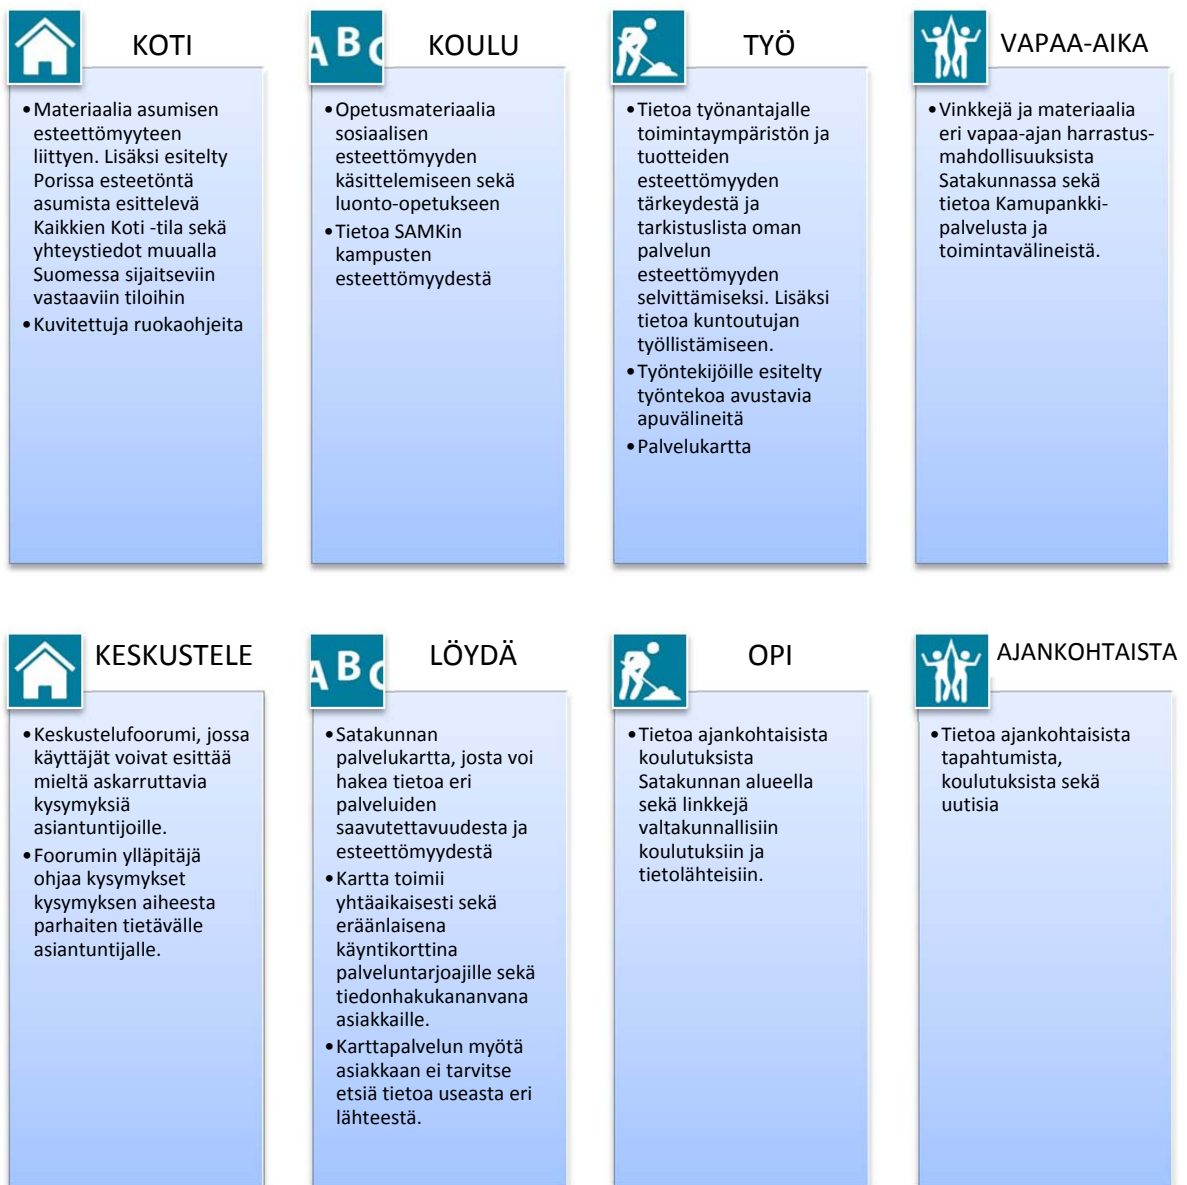 KOTI
•Materiaalia asumisen
esteettömyyteen
liittyen. Lisäksi esitelty
Porissa esteetöntä
asumista esittelevä
Kaikkien Koti -tila sekä
yhteystiedot muualla
Suomessa sijaitseviin
vastaaviin tiloihin
•Kuvitettuja ruokaohjeita
ABC
KOULU
•Opetusmateriaalia
sosiaalisen
esteettömyyden
käsittelemiseen sekä
luonto-opetukseen
•Tietoa SAMKin
kampusten
esteettömyydestä
TYÖ
•Tietoa työnantajalle
toimintaympäristön ja
tuotteiden
esteettömyyden
tärkeydestä ja
tarkistuslista oman
palvelun
esteettömyyden
selvittämiseksi. Lisäksi
tietoa kuntoutujan
työllistämiseen.
•Työntekijöille esitelty
työntekoa avustavia
apuvälineitä
•Palvelukartta
VAPAA-AIKA
•Vinkkejä ja materiaalia
eri vapaa-ajan harrastus-
mahdollisuuksista
Satakunnassa sekä
tietoa Kamupankki-
palvelusta ja
toimintavälineistä.
KESKUSTELE
•Keskustelufoorumi, jossa
käyttäjät voivat esittää
mieltä askarruttavia
kysymyksiä
asiantuntijoille.
•Foorumin ylläpitäjä
ohjaa kysymykset
kysymyksen aiheesta
parhaiten tietävälle
asiantuntijalle.
ABC
LÖYDÄ
•Satakunnan
palvelukartta, josta voi
hakea tietoa eri
palveluiden
saavutettavuudesta ja
esteettömyydestä
•Kartta toimii
yhtäaikaisesti sekä
eräänlaisena
käyntikorttina
palveluntarjoajille sekä
tiedonhakukananvana
asiakkaille.
•Karttapalvelun myötä
asiakkaan ei tarvitse
etsiä tietoa useasta eri
lähteestä.
OPI
•Tietoa ajankohtaisista
koulutuksista
Satakunnan alueella
sekä linkkejä
valtakunnallisiin
koulutuksiin ja
tietolähteisiin.
AJANKOHTAISTA
•Tietoa ajankohtaisista
tapahtumista,
koulutuksista sekä
uutisia